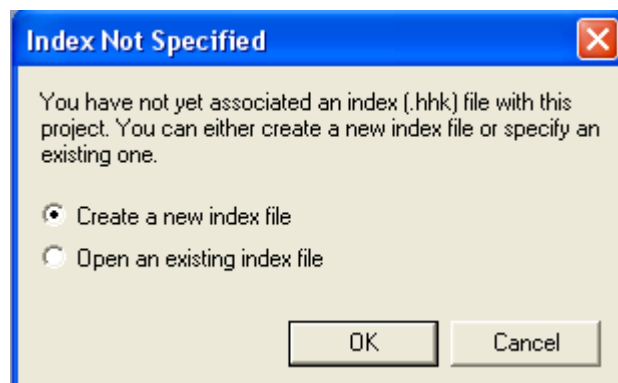 Index Not Specified
You have not yet associated an index (.hhk) file with this
project. You can either create a new index file or specify an
existing one.
Create a new index file
Open an existing index file
OK Cancel